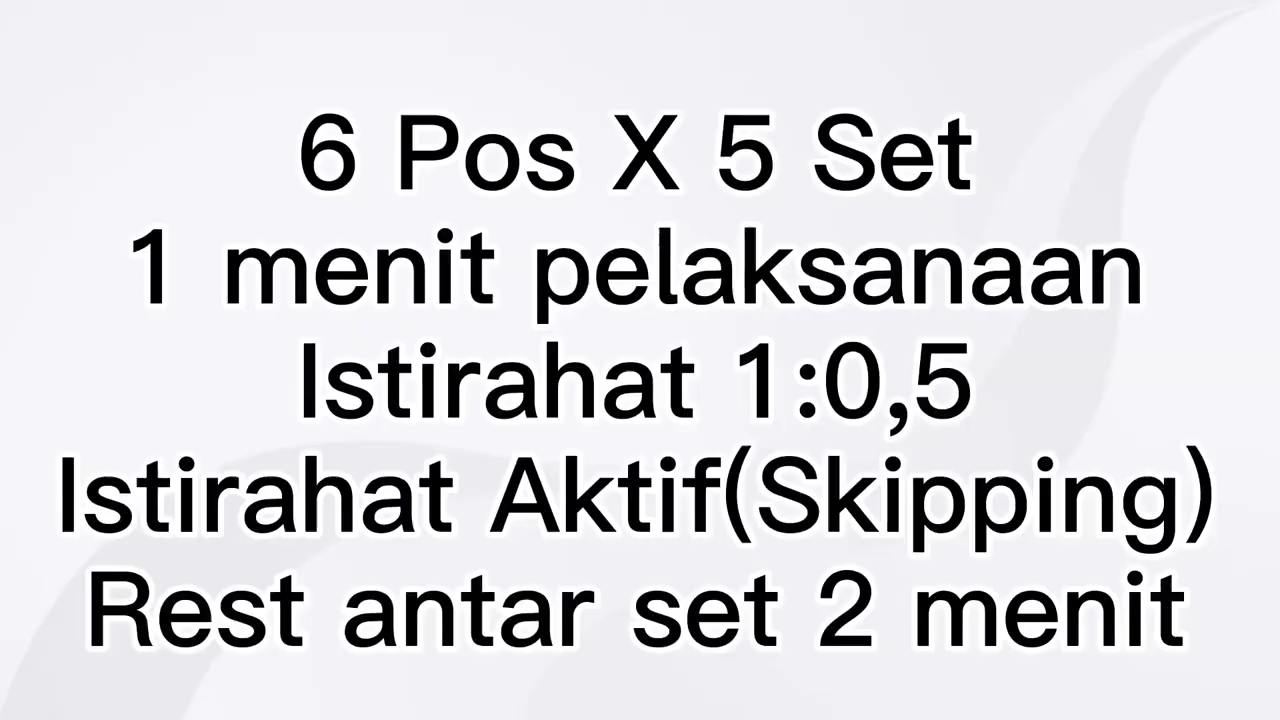 6 Pos X 5 Set
1 menit pelaksanaan
Istirahat 1:0,5
Istirahat Aktif(Skipping)
Rest antar set 2 menit